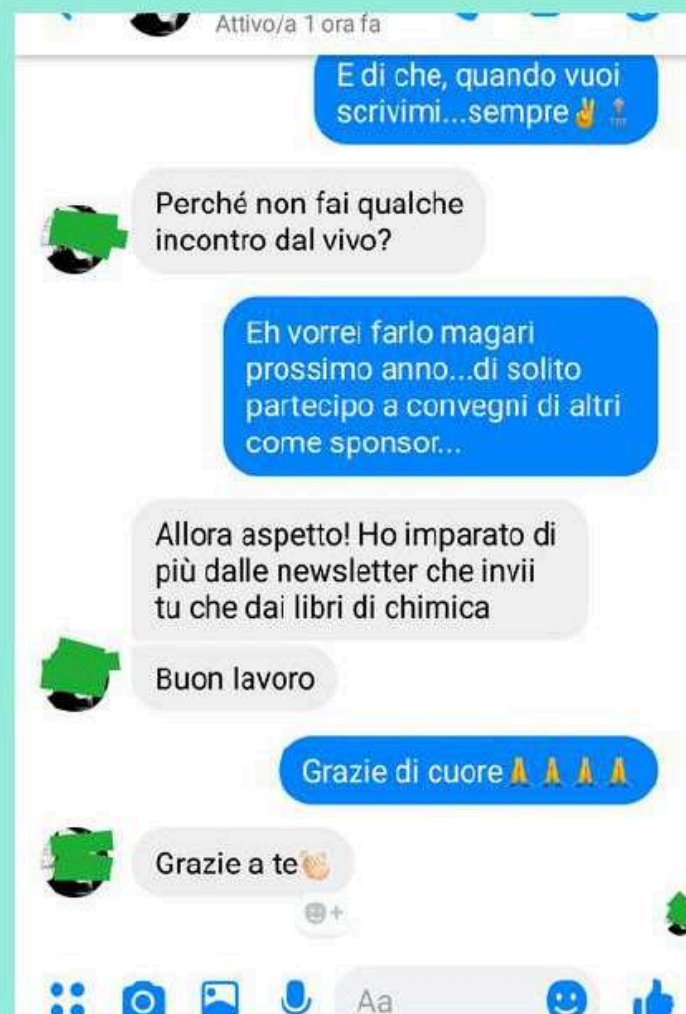 Attivo/a 1 ora fa
E di che, quando vuoi
scrivimi...sempre✌
Perché non fai qualche
incontro dal vivo?
Eh vorrei farlo magari
prossimo anno...di solito
partecipo a convegni di altri
come sponsor...
Allora aspetto! Ho imparato di
più dalle newsletter che invii
tu che dai libri di chimica
Buon lavoro
Grazie di cuore🙏🙏🙏🙏
Grazie a te👏🏻
Aa